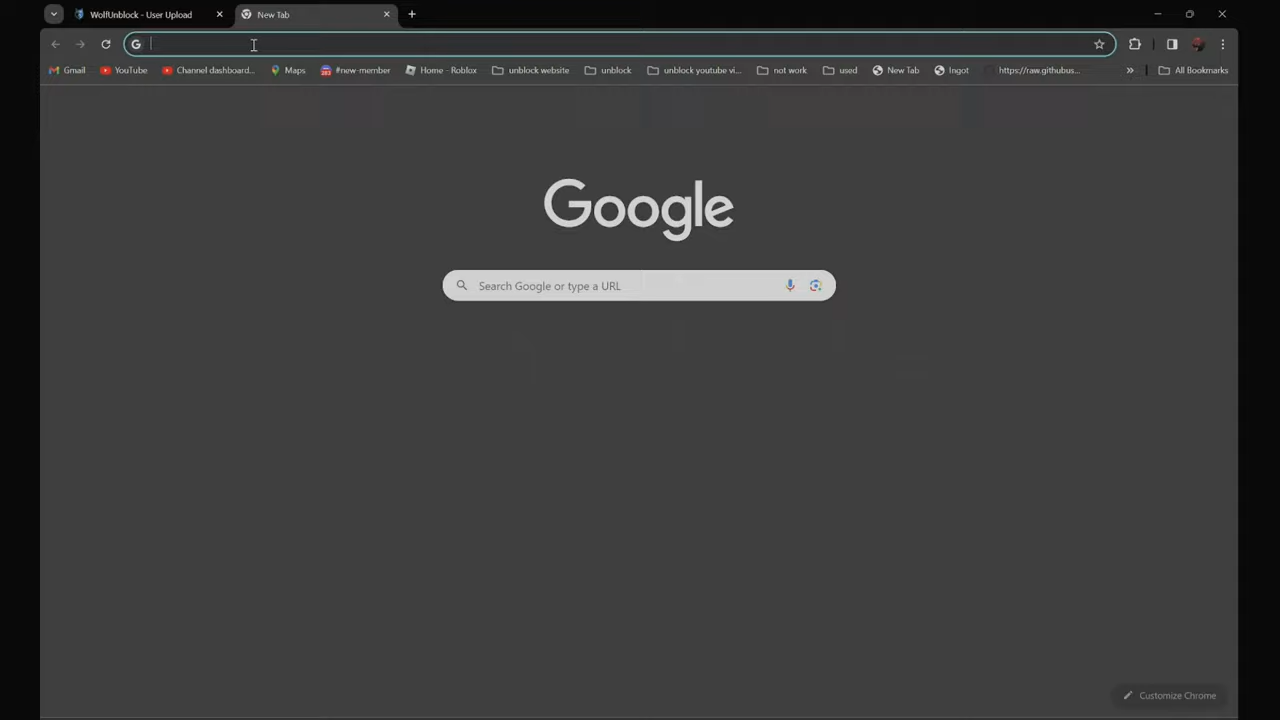 WolfUnblock - User Upload
New Tab
Gmail
YouTube
Channel dashboard...
Maps
#new-member
Home - Roblox
unblock website
unblock
unblock youtube vi...
not work
used
New Tab
Ingot
https://raw.githubus...
»
All Bookmarks
Google
Search Google or type a URL
Customize Chrome